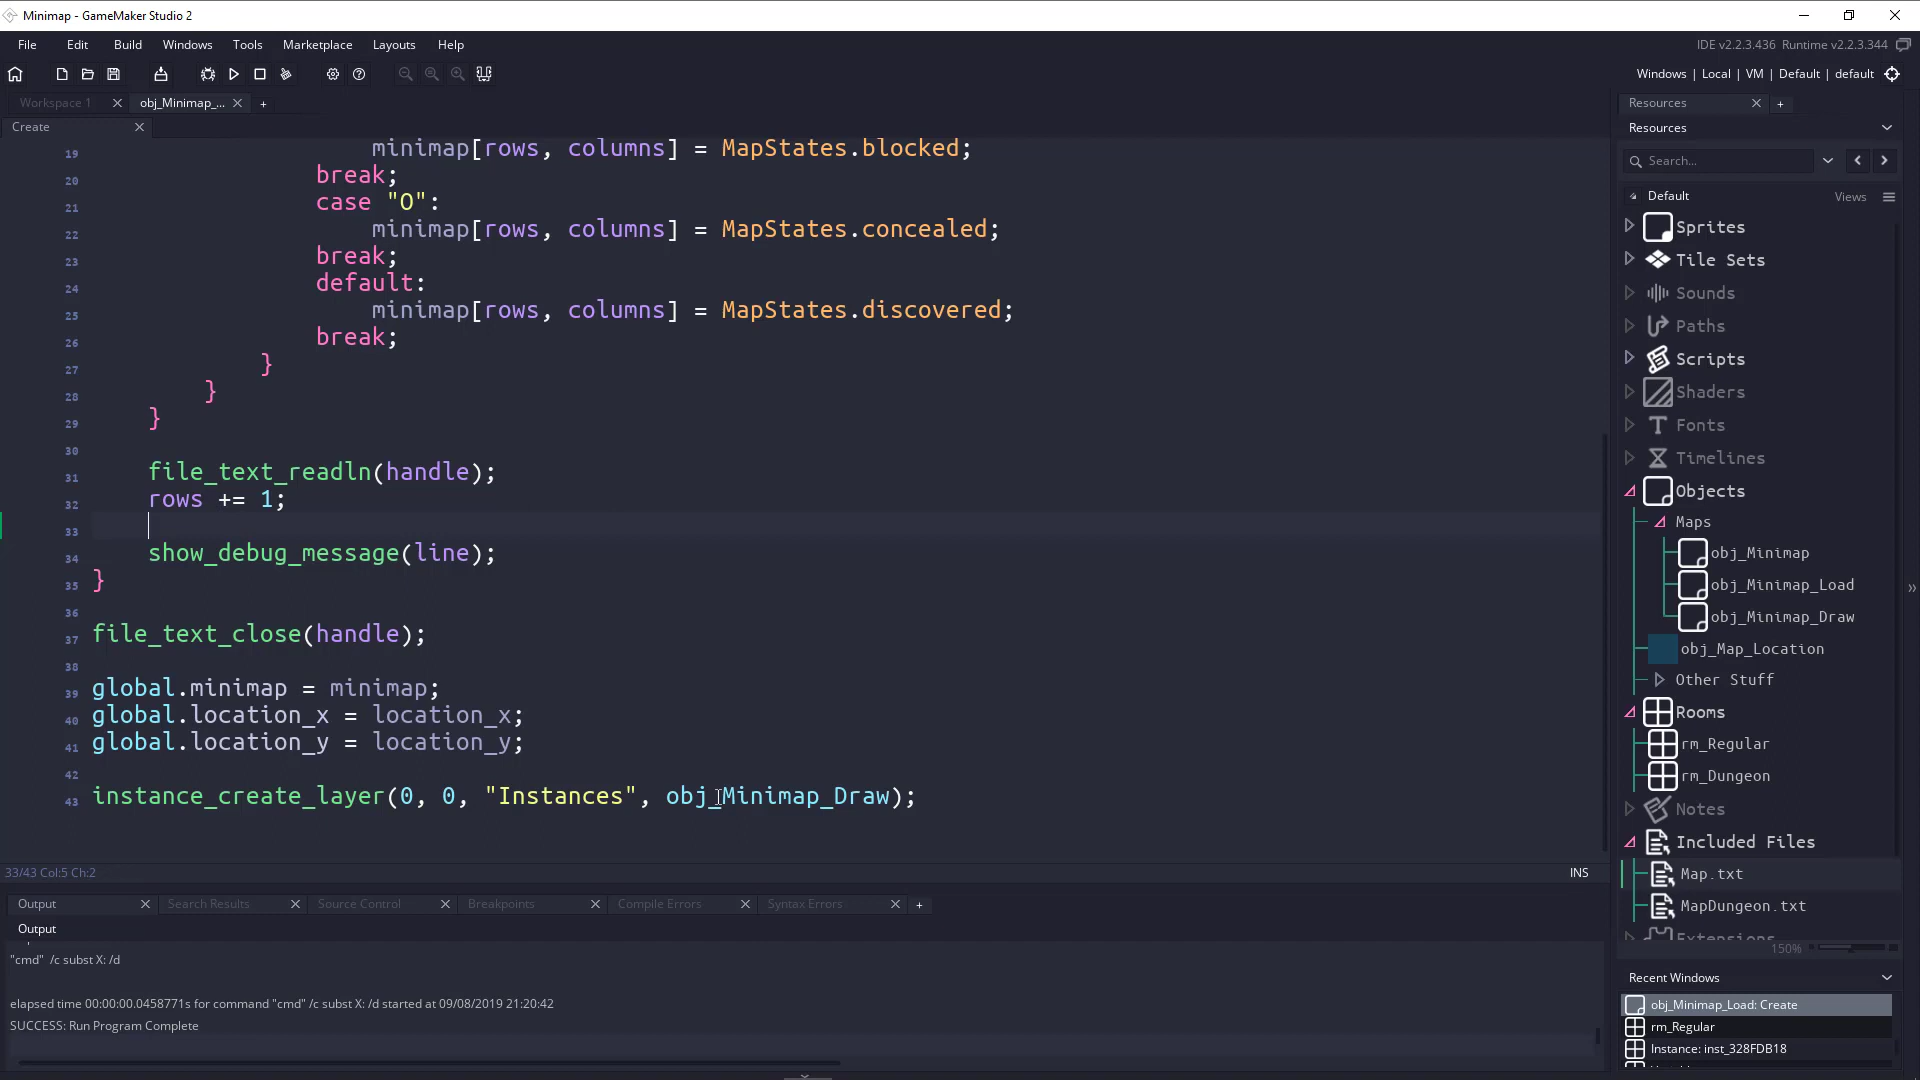 Minimap - GameMaker Studio 2
File Edit Build Windows Tools Marketplace Layouts Help
IDE v2.2.3.436 Runtime v2.2.3.344
Windows | Local | VM | Default | default
Workspace 1 obj_Minimap_...
Create
19 minimap[rows, columns] = MapStates.blocked;
20 break;
21 case "O":
22 minimap[rows, columns] = MapStates.concealed;
23 break;
24 default:
25 minimap[rows, columns] = MapStates.discovered;
26 break;
27 }
28 }
29 }
30
31 file_text_readln(handle);
32 rows += 1;
33
34 show_debug_message(line);
35 }
36
37 file_text_close(handle);
38
39 global.minimap = minimap;
40 global.location_x = location_x;
41 global.location_y = location_y;
42
43 instance_create_layer(0, 0, "Instances", obj_Minimap_Draw);
33/43 Col:5 Ch:2
INS
Output Search Results Source Control Breakpoints Compile Errors Syntax Errors
Output
"cmd" /c subst X: /d
elapsed time 00:00:00.0458771s for command "cmd" /c subst X: /d started at 09/08/2019 21:20:42
SUCCESS: Run Program Complete
Resources
Resources
Search...
Default Views
Sprites
Tile Sets
Sounds
Paths
Scripts
Shaders
Fonts
Timelines
Objects
Maps
obj_Minimap
obj_Minimap_Load
obj_Minimap_Draw
obj_Map_Location
Other Stuff
Rooms
rm_Regular
rm_Dungeon
Notes
Included Files
Map.txt
MapDungeon.txt
Extensions
150%
Recent Windows
obj_Minimap_Load: Create
rm_Regular
Instance: inst_328FDB18